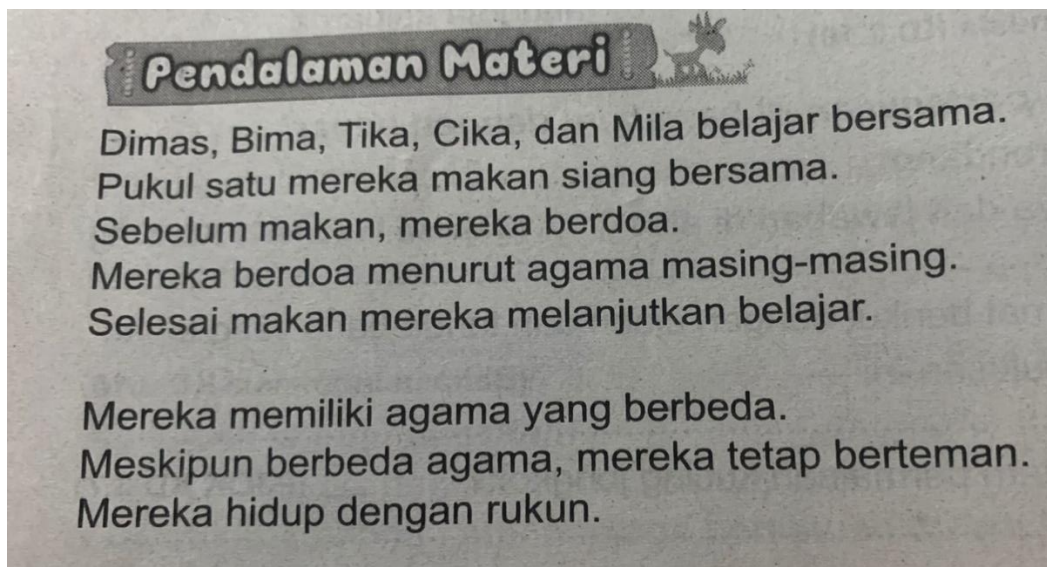 Pendalaman Materi
Dimas, Bima, Tika, Cika, dan Mila belajar bersama.
Pukul satu mereka makan siang bersama.
Sebelum makan, mereka berdoa.
Mereka berdoa menurut agama masing-masing.
Selesai makan mereka melanjutkan belajar.
Mereka memiliki agama yang berbeda.
Meskipun berbeda agama, mereka tetap berteman.
Mereka hidup dengan rukun.